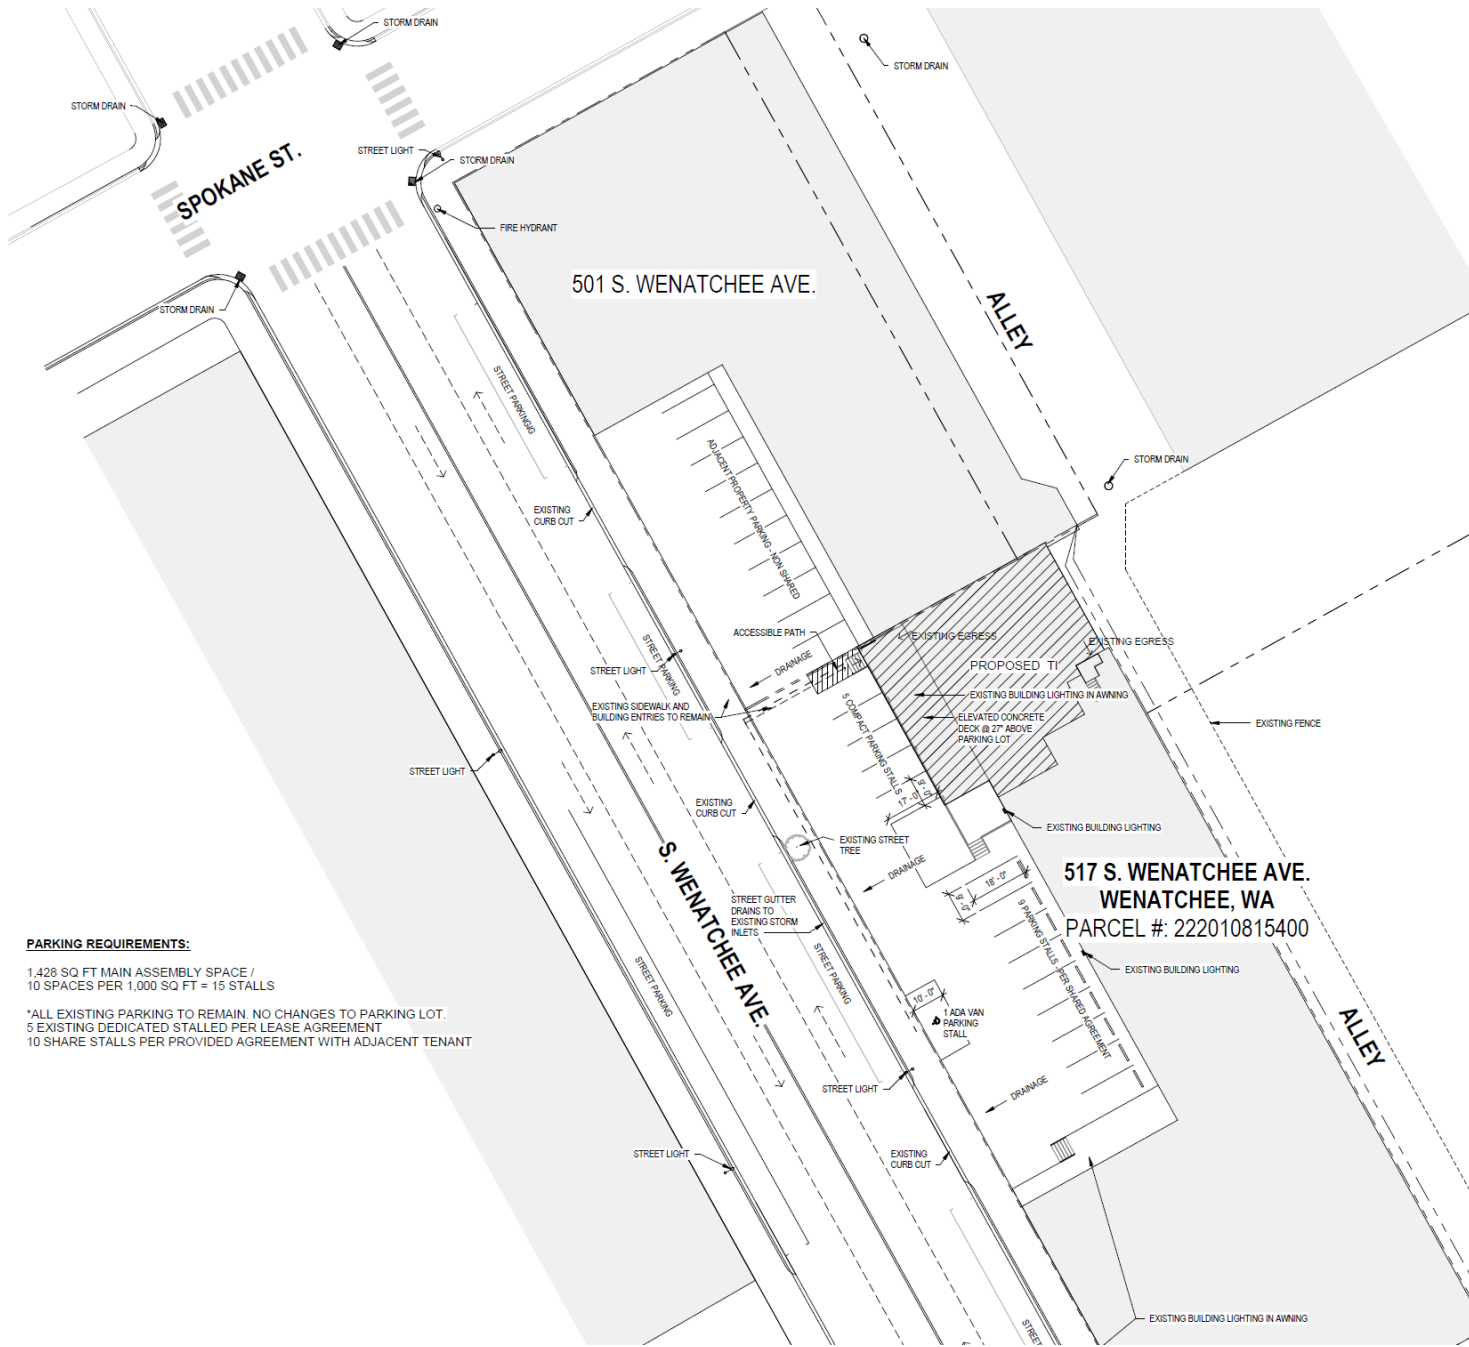 STORM DRAIN
STORM DRAIN
STORM DRAIN
STREET LIGHT
STORM DRAIN
SPOKANE ST.
FIRE HYDRANT
501 S. WENATCHEE AVE.
ALLEY
STORM DRAIN
STREET PARKINGIG
ADJACENT PROPERTY PARKING - NON SHARED
STORM DRAIN
EXISTING
CURB CUT
ACCESSIBLE PATH
EXISTING EGRESS
EXISTING EGRESS
DRAINAGE
PROPOSED TI
STREET LIGHT
STREET PARKING
EXISTING BUILDING LIGHTING IN AWNING
EXISTING SIDEWALK AND
BUILDING ENTRIES TO REMAIN
5 COMPACT PARKING STALLS
ELEVATED CONCRETE
DECK @ 27" ABOVE
PARKING LOT
EXISTING FENCE
STREET LIGHT
9' - 0"
17' - 0"
EXISTING
CURB CUT
EXISTING BUILDING LIGHTING
EXISTING STREET
TREE
DRAINAGE
S. WENATCHEE AVE.
517 S. WENATCHEE AVE.
WENATCHEE, WA
PARCEL #: 222010815400
18' - 0"
9' - 0"
STREET GUTTER
DRAINS TO
EXISTING STORM
INLETS
9 PARKING STALLS - PER SHARED AGREEMENT
STREET PARKING
STREET PARKING
EXISTING BUILDING LIGHTING
10' - 0"
1 ADA VAN
PARKING
STALL
ALLEY
PARKING REQUIREMENTS:
1,428 SQ FT MAIN ASSEMBLY SPACE /
10 SPACES PER 1,000 SQ FT = 15 STALLS
*ALL EXISTING PARKING TO REMAIN. NO CHANGES TO PARKING LOT.
5 EXISTING DEDICATED STALLED PER LEASE AGREEMENT
10 SHARE STALLS PER PROVIDED AGREEMENT WITH ADJACENT TENANT
STREET LIGHT
DRAINAGE
STREET LIGHT
EXISTING
CURB CUT
EXISTING BUILDING LIGHTING IN AWNING
STREET